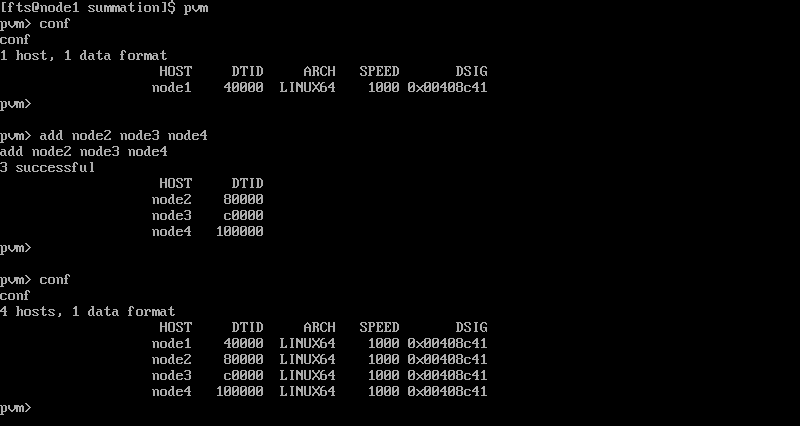 [fts@node1 summation]$ pvm
pvm> conf
conf
1 host, 1 data format
                    HOST     DTID     ARCH   SPEED       DSIG
                   node1    40000  LINUX64    1000 0x00408c41
pvm>
pvm> add node2 node3 node4
add node2 node3 node4
3 successful
                    HOST     DTID
                   node2    80000
                   node3    c0000
                   node4   100000
pvm>
pvm> conf
conf
4 hosts, 1 data format
                    HOST     DTID     ARCH   SPEED       DSIG
                   node1    40000  LINUX64    1000 0x00408c41
                   node2    80000  LINUX64    1000 0x00408c41
                   node3    c0000  LINUX64    1000 0x00408c41
                   node4   100000  LINUX64    1000 0x00408c41
pvm>